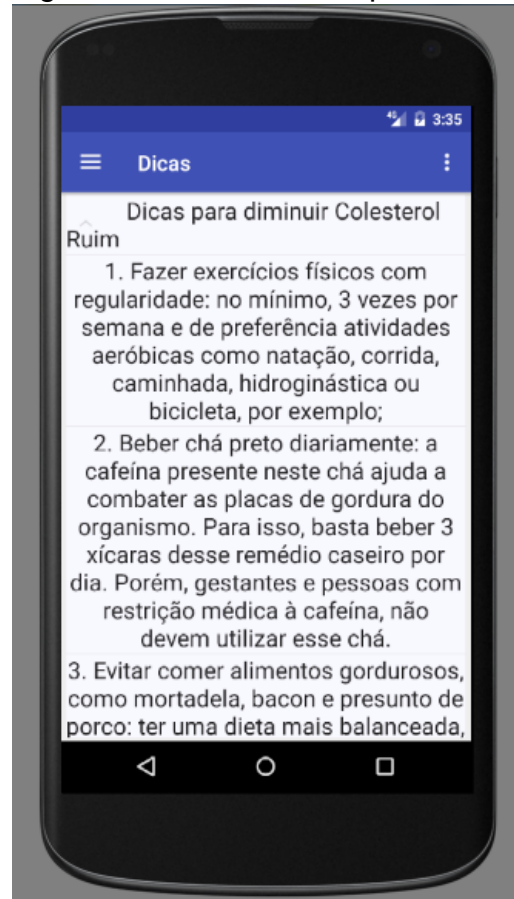 4G 3:35
Dicas
Dicas para diminuir Colesterol
Ruim
1. Fazer exercícios físicos com
regularidade: no mínimo, 3 vezes por
semana e de preferência atividades
aeróbicas como natação, corrida,
caminhada, hidroginástica ou
bicicleta, por exemplo;
2. Beber chá preto diariamente: a
cafeína presente neste chá ajuda a
combater as placas de gordura do
organismo. Para isso, basta beber 3
xícaras desse remédio caseiro por
dia. Porém, gestantes e pessoas com
restrição médica à cafeína, não
devem utilizar esse chá.
3. Evitar comer alimentos gordurosos,
como mortadela, bacon e presunto de
porco: ter uma dieta mais balanceada,